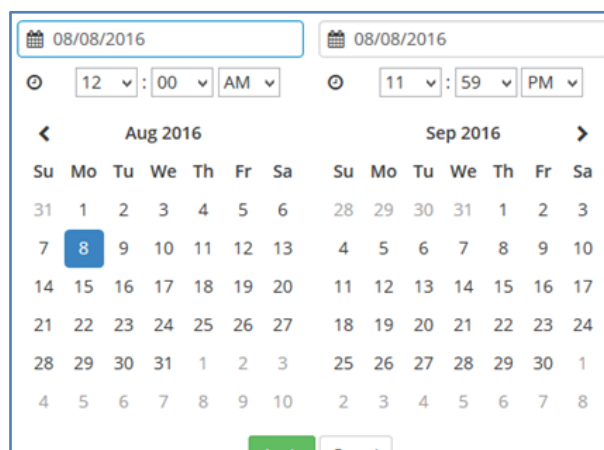 08/08/2016 08/08/2016
12 : 00 AM 11 : 59 PM
Aug 2016 Sep 2016
Su Mo Tu We Th Fr Sa Su Mo Tu We Th Fr Sa
31 1 2 3 4 5 6 28 29 30 31 1 2 3
7 8 9 10 11 12 13 4 5 6 7 8 9 10
14 15 16 17 18 19 20 11 12 13 14 15 16 17
21 22 23 24 25 26 27 18 19 20 21 22 23 24
28 29 30 31 1 2 3 25 26 27 28 29 30 1
4 5 6 7 8 9 10 2 3 4 5 6 7 8